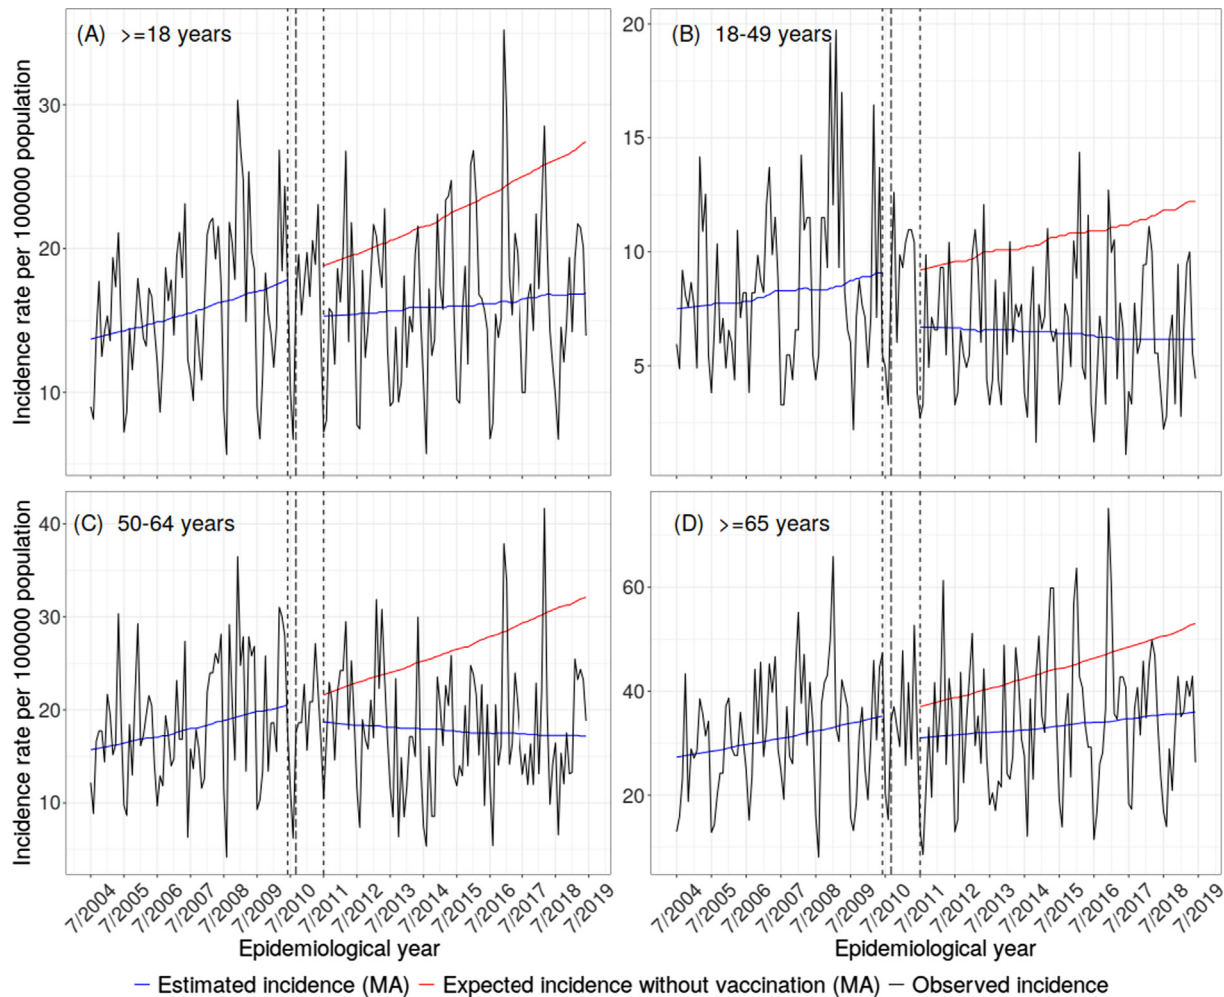 (A) >=18 years
(B) 18-49 years
Incidence rate per 100000 population
30
20
10
20
15
10
5
(C) 50-64 years
(D) >=65 years
Incidence rate per 100000 population
40
30
20
10
60
40
20
7/2004 7/2005 7/2006 7/2007 7/2008 7/2009 7/2010 7/2011 7/2012 7/2013 7/2014 7/2015 7/2016 7/2017 7/2018 7/2019
7/2004 7/2005 7/2006 7/2007 7/2008 7/2009 7/2010 7/2011 7/2012 7/2013 7/2014 7/2015 7/2016 7/2017 7/2018 7/2019
Epidemiological year
Epidemiological year
Estimated incidence (MA) Expected incidence without vaccination (MA) Observed incidence